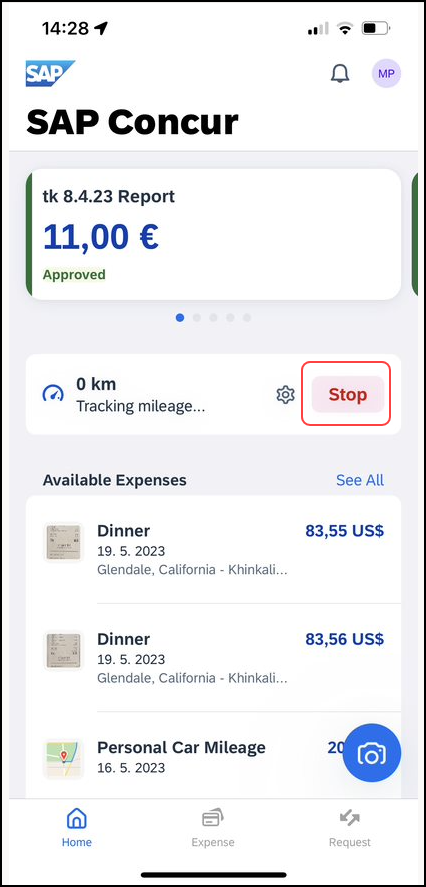 14:28
SAP
MP
SAP Concur
tk 8.4.23 Report
11,00 €
Approved
0 km
Tracking mileage...
Stop
Available Expenses
See All
Dinner
83,55 US$
19. 5. 2023
Glendale, California - Khinkali...
Dinner
83,56 US$
19. 5. 2023
Glendale, California - Khinkali...
Personal Car Mileage
20
16. 5. 2023
Home
Expense
Request